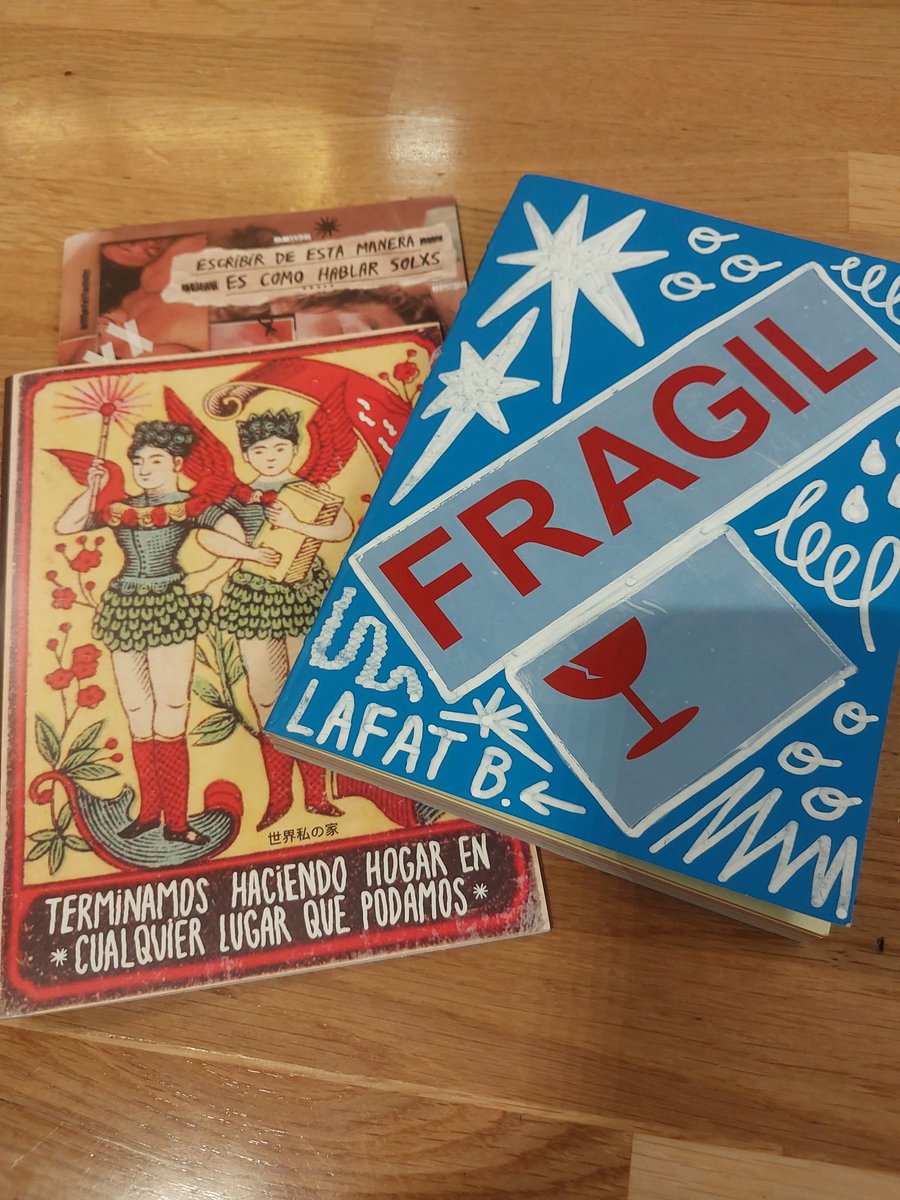 ESCRIBIR DE ESTA MANERA
ES COMO HABLAR SOLXS
XX
世界私の家
TERMINAMOS HACIENDO HOGAR EN
*CUALQUIER LUGAR QUE PODAMOS*
FRAGIL
LAFAT B.